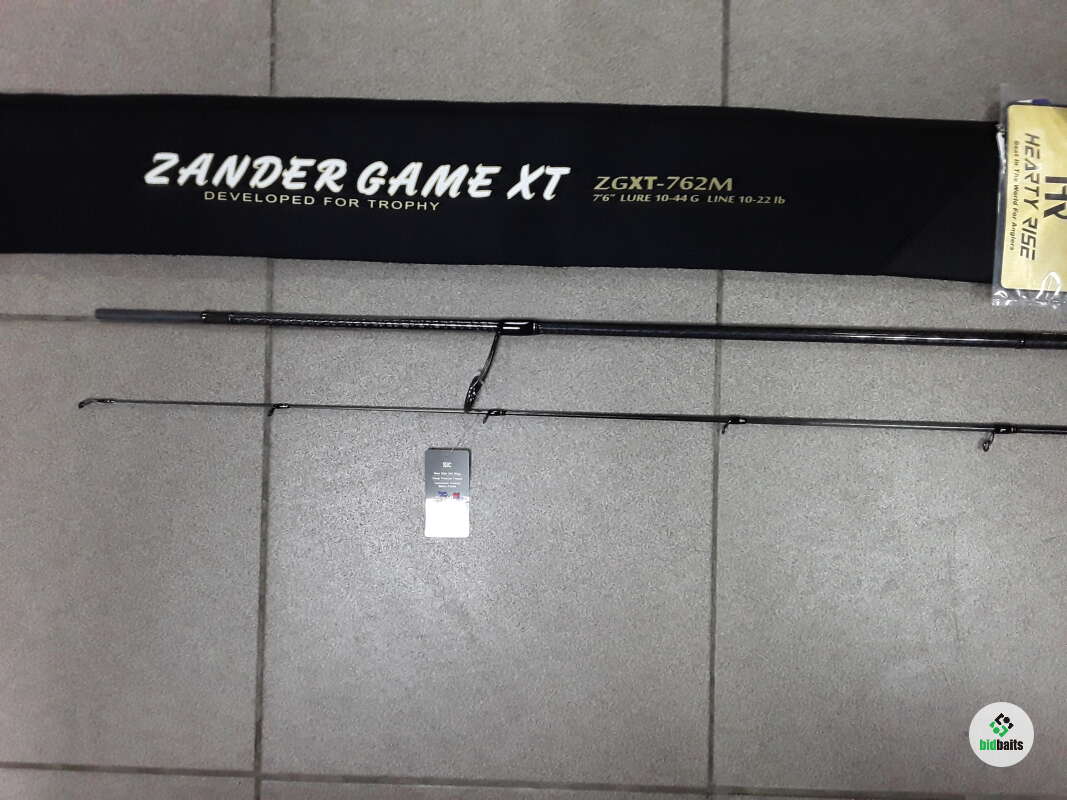 ZANDER GAME XT
DEVELOPED FOR TROPHY
ZGXT-762M
7'6" LURE 10-44 G LINE 10-22 lb
HR
HEARTY RISE
Best In The World For Anglers
SIC
bidbaits